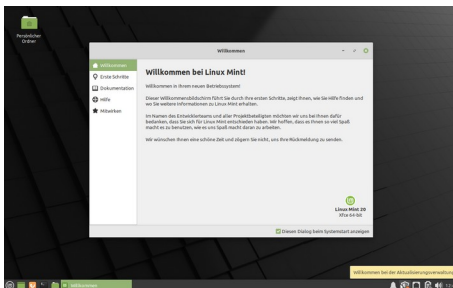 Persönlicher
Ordner
Willkommen
Willkommen
Erste Schritte
Dokumentation
Hilfe
Mitwirken
Willkommen bei Linux Mint!
Willkommen in Ihrem neuen Betriebssystem!
Dieser Willkommensbildschirm führt Sie durch Ihre ersten Schritte, zeigt Ihnen, wie Sie Hilfe finden und
wo Sie weitere Informationen zu Linux Mint erhalten.
Im Namen des Entwicklerteams und aller Projektbeteiligten möchten wir uns bei Ihnen dafür
bedanken, dass Sie sich für Linux Mint entschieden haben. Wir hoffen, dass es Ihnen so viel Spaß
macht es zu benutzen, wie es uns Spaß macht daran zu arbeiten.
Wir wünschen Ihnen eine schöne Zeit und zögern Sie nicht, uns Ihre Rückmeldung zu senden.
Linux Mint 20
Xfce 64-bit
Diesen Dialog beim Systemstart anzeigen
Willkommen bei der Aktualisierungsverwaltung
Willkommen